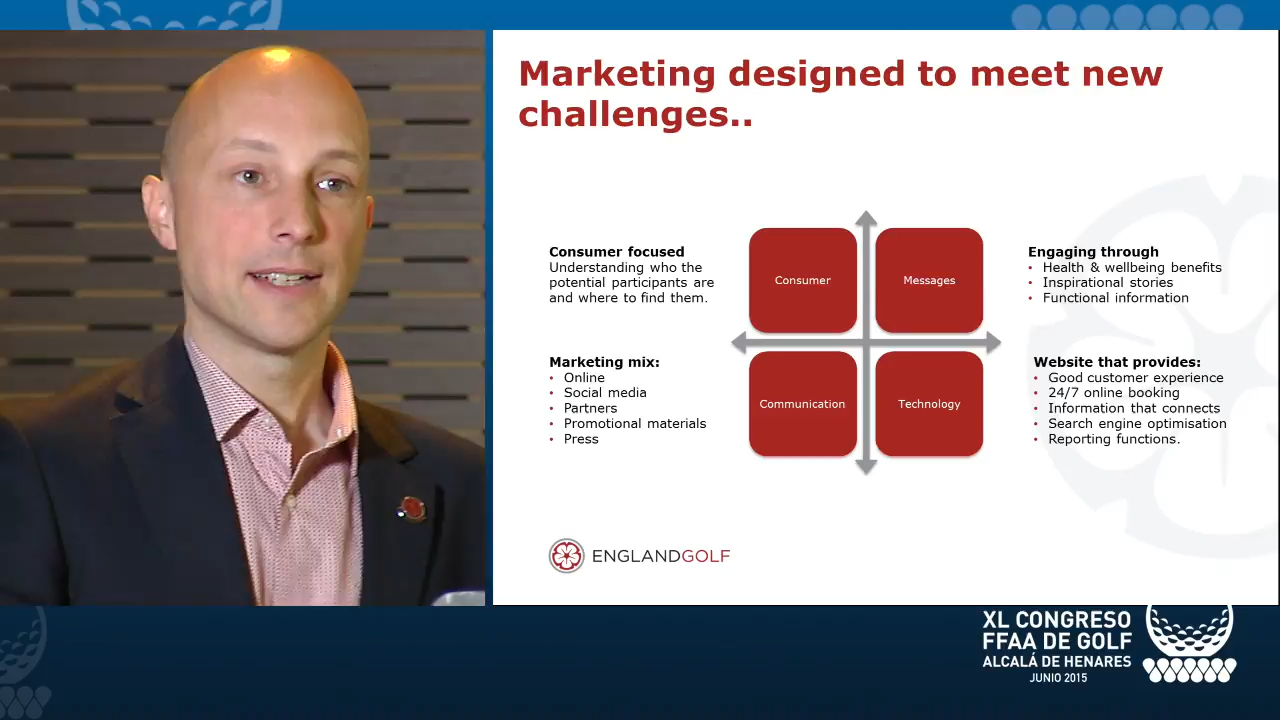 Marketing designed to meet new
challenges..
Consumer focused
Understanding who the
potential participants are
and where to find them.
Consumer
Messages
Engaging through
• Health & wellbeing benefits
• Inspirational stories
• Functional information
Marketing mix:
• Online
• Social media
• Partners
• Promotional materials
• Press
Communication
Technology
Website that provides:
• Good customer experience
• 24/7 online booking
• Information that connects
• Search engine optimisation
• Reporting functions.
ENGLANDGOLF
XL CONGRESO
FFAA DE GOLF
ALCALÁ DE HENARES
JUNIO 2015